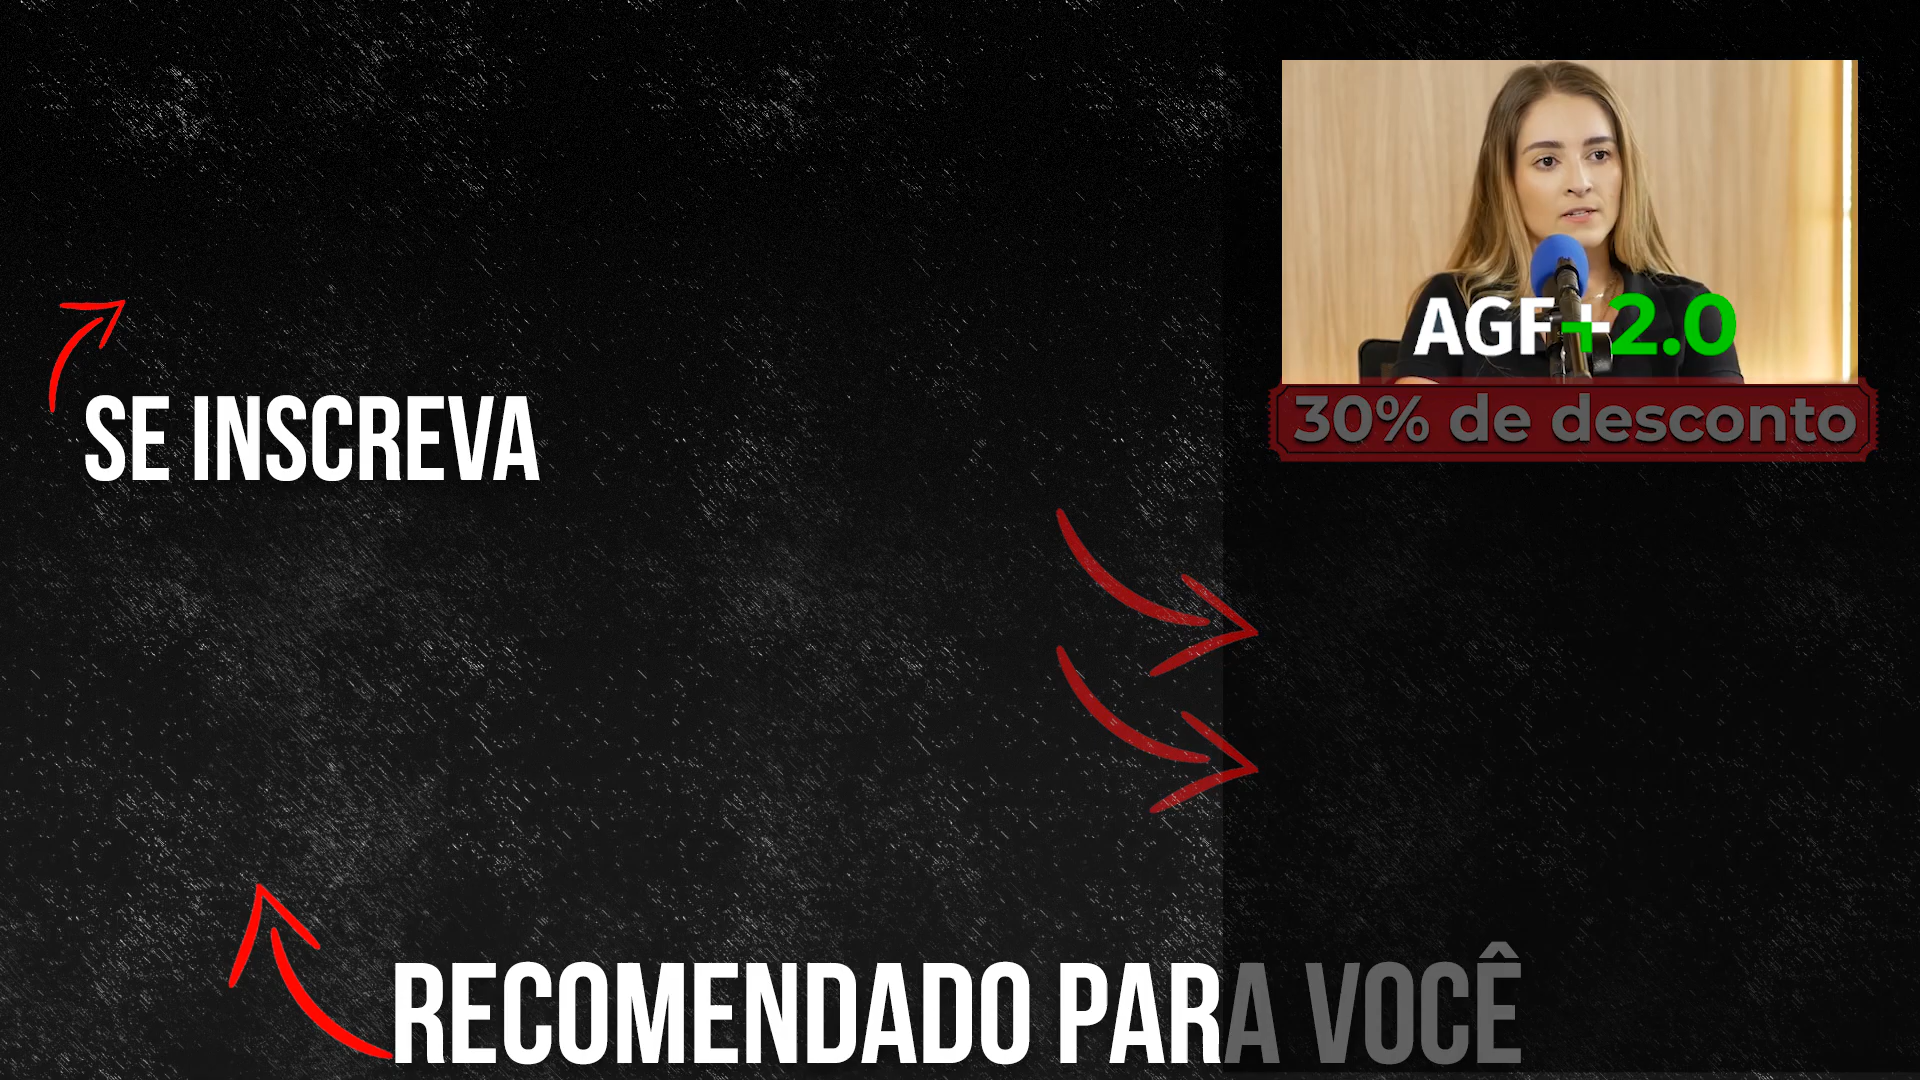 AGF+2.0
30% de desconto
SE INSCREVA
RECOMENDADO PARA VOCÊ